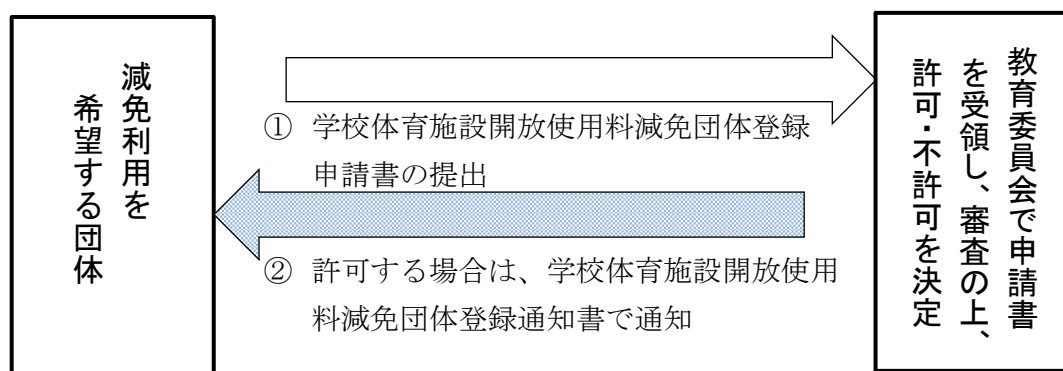 減免利用を
希望する団体
① 学校体育施設開放使用料減免団体登録
申請書の提出
② 許可する場合は、学校体育施設開放使用
料減免団体登録通知書で通知
教育委員会で申請書
を受領し、審査の上、
許可・不許可を決定